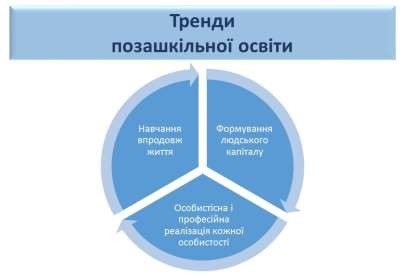 Тренди
позашкільної освіти
Навчання
впродовж
життя
Формування
людського
капіталу
Особистісна і
професійна
реалізація кожної
особистості